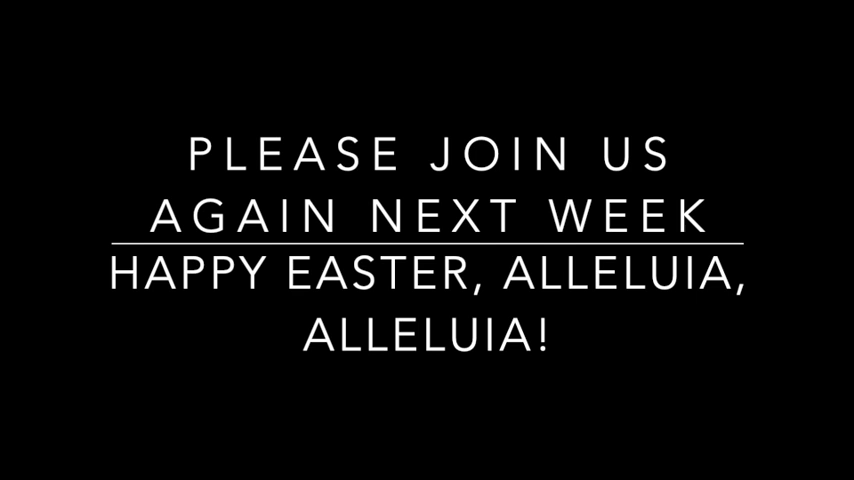 PLEASE JOIN US
AGAIN NEXT WEEK
HAPPY EASTER, ALLELUIA,
ALLELUIA!